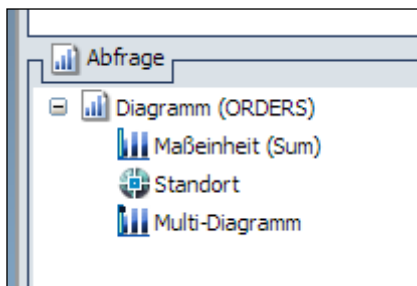 Abfrage
Diagramm (ORDERS)
Maßeinheit (Sum)
Standort
Multi-Diagramm